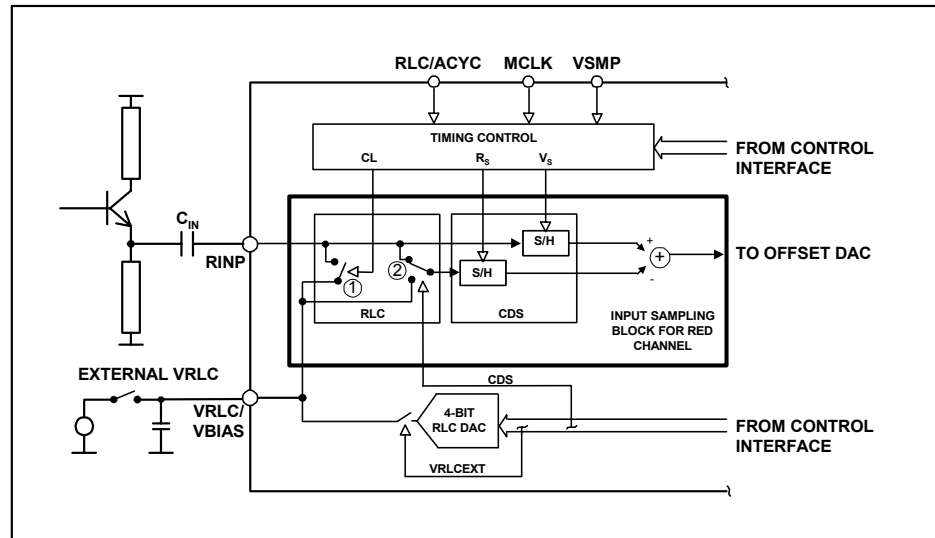 RLC/ACYC MCLK VSMP
TIMING CONTROL
CL RS VS
FROM CONTROL
INTERFACE
CIN
RINP
1
2
S/H
S/H
+
-
+
TO OFFSET DAC
RLC
CDS
INPUT SAMPLING
BLOCK FOR RED
CHANNEL
EXTERNAL VRLC
VRLC/
VBIAS
CDS
4-BIT
RLC DAC
VRLCEXT
FROM CONTROL
INTERFACE